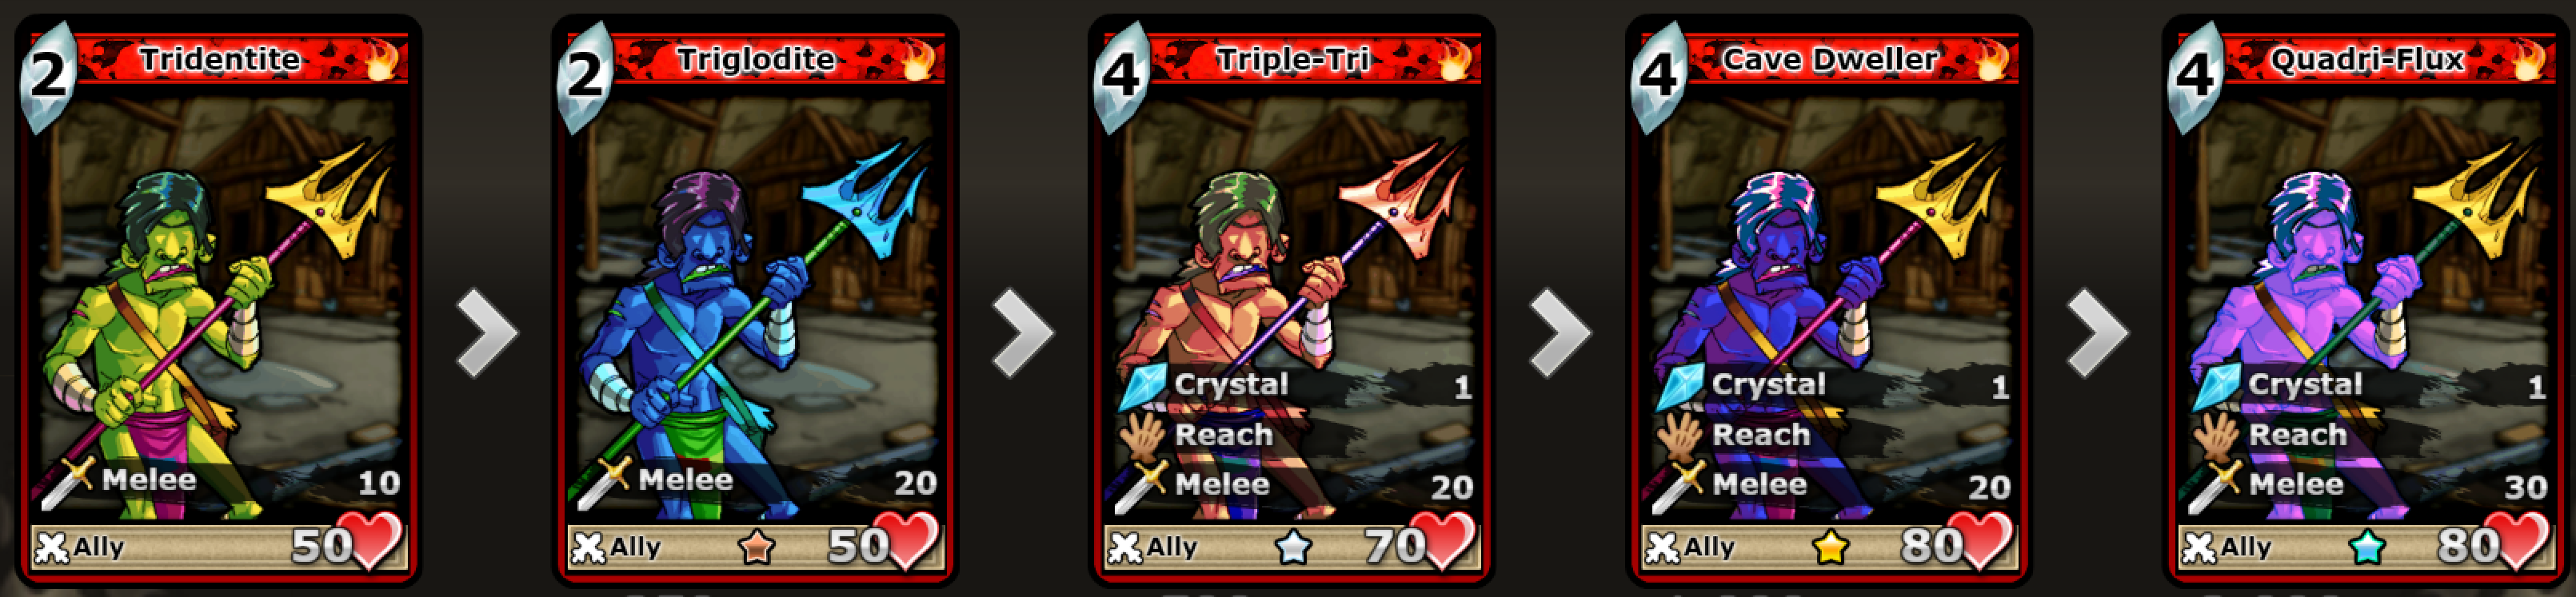 2 Tridentite
Melee 10
Ally 50
2 Triglodite
Melee 20
Ally 50
4 Triple-Tri
Crystal 1
Reach
Melee 20
Ally 70
4 Cave Dweller
Crystal 1
Reach
Melee 20
Ally 80
4 Quadri-Flux
Crystal 1
Reach
Melee 30
Ally 80